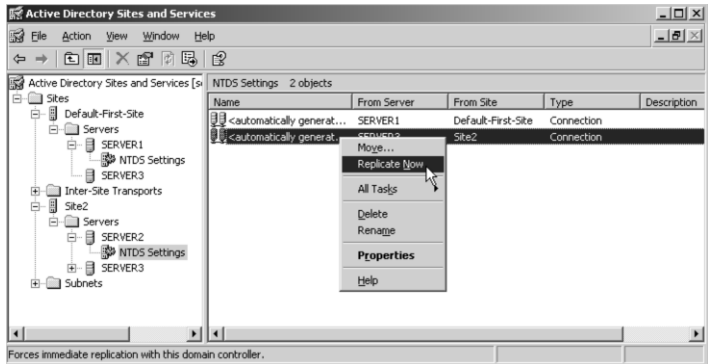 Active Directory Sites and Services
File Action View Window Help
Active Directory Sites and Services [s
NTDS Settings 2 objects
Sites
Default-First-Site
Servers
SERVER1
NTDS Settings
SERVER3
Inter-Site Transports
Site2
Servers
SERVER2
NTDS Settings
SERVER3
Subnets
Name From Server From Site Type Description
<automatically generat... SERVER1 Default-First-Site Connection
<automatically generat... Site2 Connection
Move...
Replicate Now
All Tasks
Delete
Rename
Properties
Help
Forces immediate replication with this domain controller.